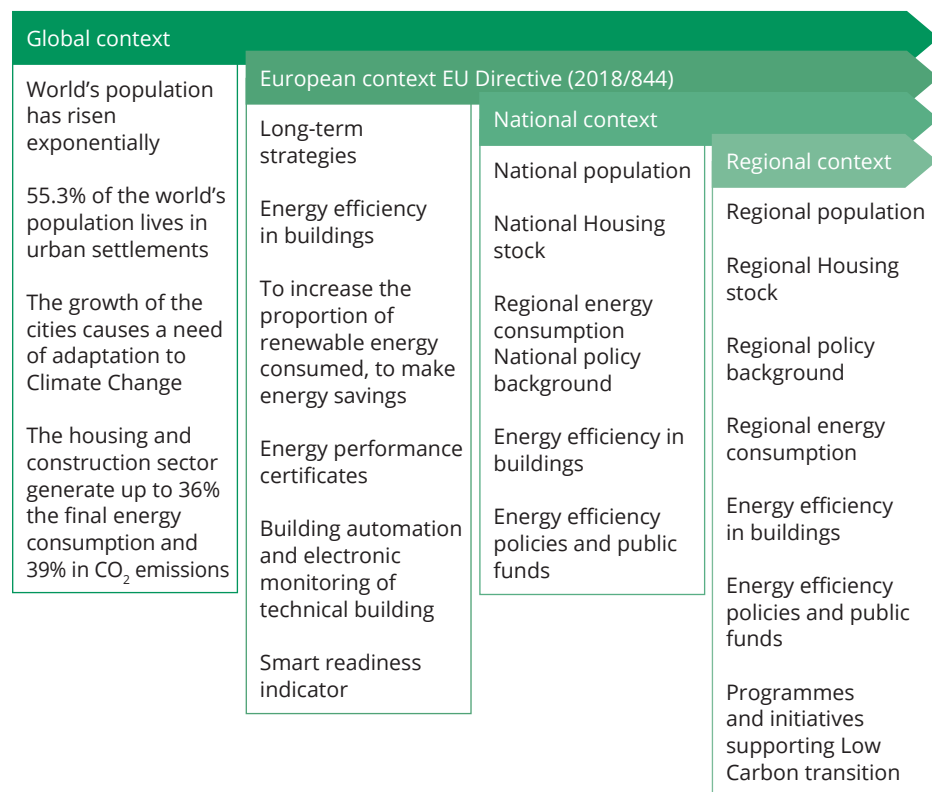 Global context
World’s population
has risen
exponentially
55.3% of the world’s
population lives in
urban settlements
The growth of the
cities causes a need
of adaptation to
Climate Change
The housing and
construction sector
generate up to 36%
the final energy
consumption and
39% in CO₂ emissions
European context EU Directive (2018/844)
Long-term
strategies
Energy efficiency
in buildings
To increase the
proportion of
renewable energy
consumed, to make
energy savings
Energy performance
certificates
Building automation
and electronic
monitoring of
technical building
Smart readiness
indicator
National context
National population
National Housing
stock
Regional energy
consumption
National policy
background
Energy efficiency in
buildings
Energy efficiency
policies and public
funds
Regional context
Regional population
Regional Housing
stock
Regional policy
background
Regional energy
consumption
Energy efficiency
in buildings
Energy efficiency
policies and public
funds
Programmes
and initiatives
supporting Low
Carbon transition